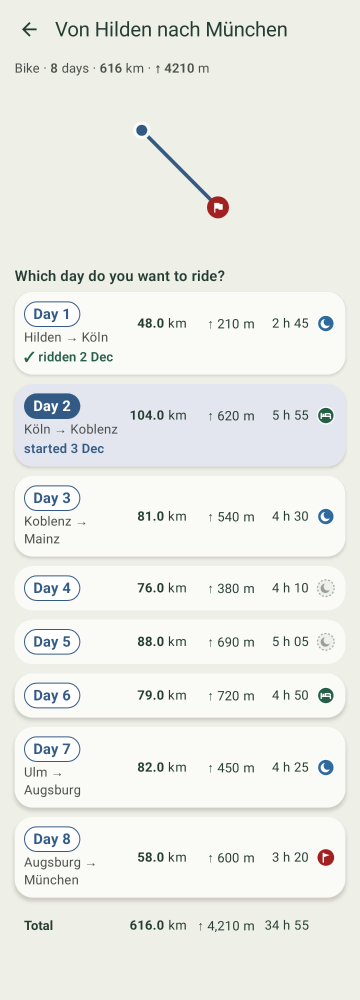 Von Hilden nach München
Bike · 8 days · 616 km · ↑ 4210 m
Which day do you want to ride?
Day 1
48.0 km ↑ 210 m 2 h 45
Hilden → Köln
✓ ridden 2 Dec
Day 2
104.0 km ↑ 620 m 5 h 55
Köln → Koblenz
started 3 Dec
Day 3
81.0 km ↑ 540 m 4 h 30
Koblenz →
Mainz
Day 4 76.0 km ↑ 380 m 4 h 10
Day 5 88.0 km ↑ 690 m 5 h 05
Day 6 79.0 km ↑ 720 m 4 h 50
Day 7
82.0 km ↑ 450 m 4 h 25
Ulm →
Augsburg
Day 8
58.0 km ↑ 600 m 3 h 20
Augsburg →
München
Total 616.0 km ↑ 4,210 m 34 h 55